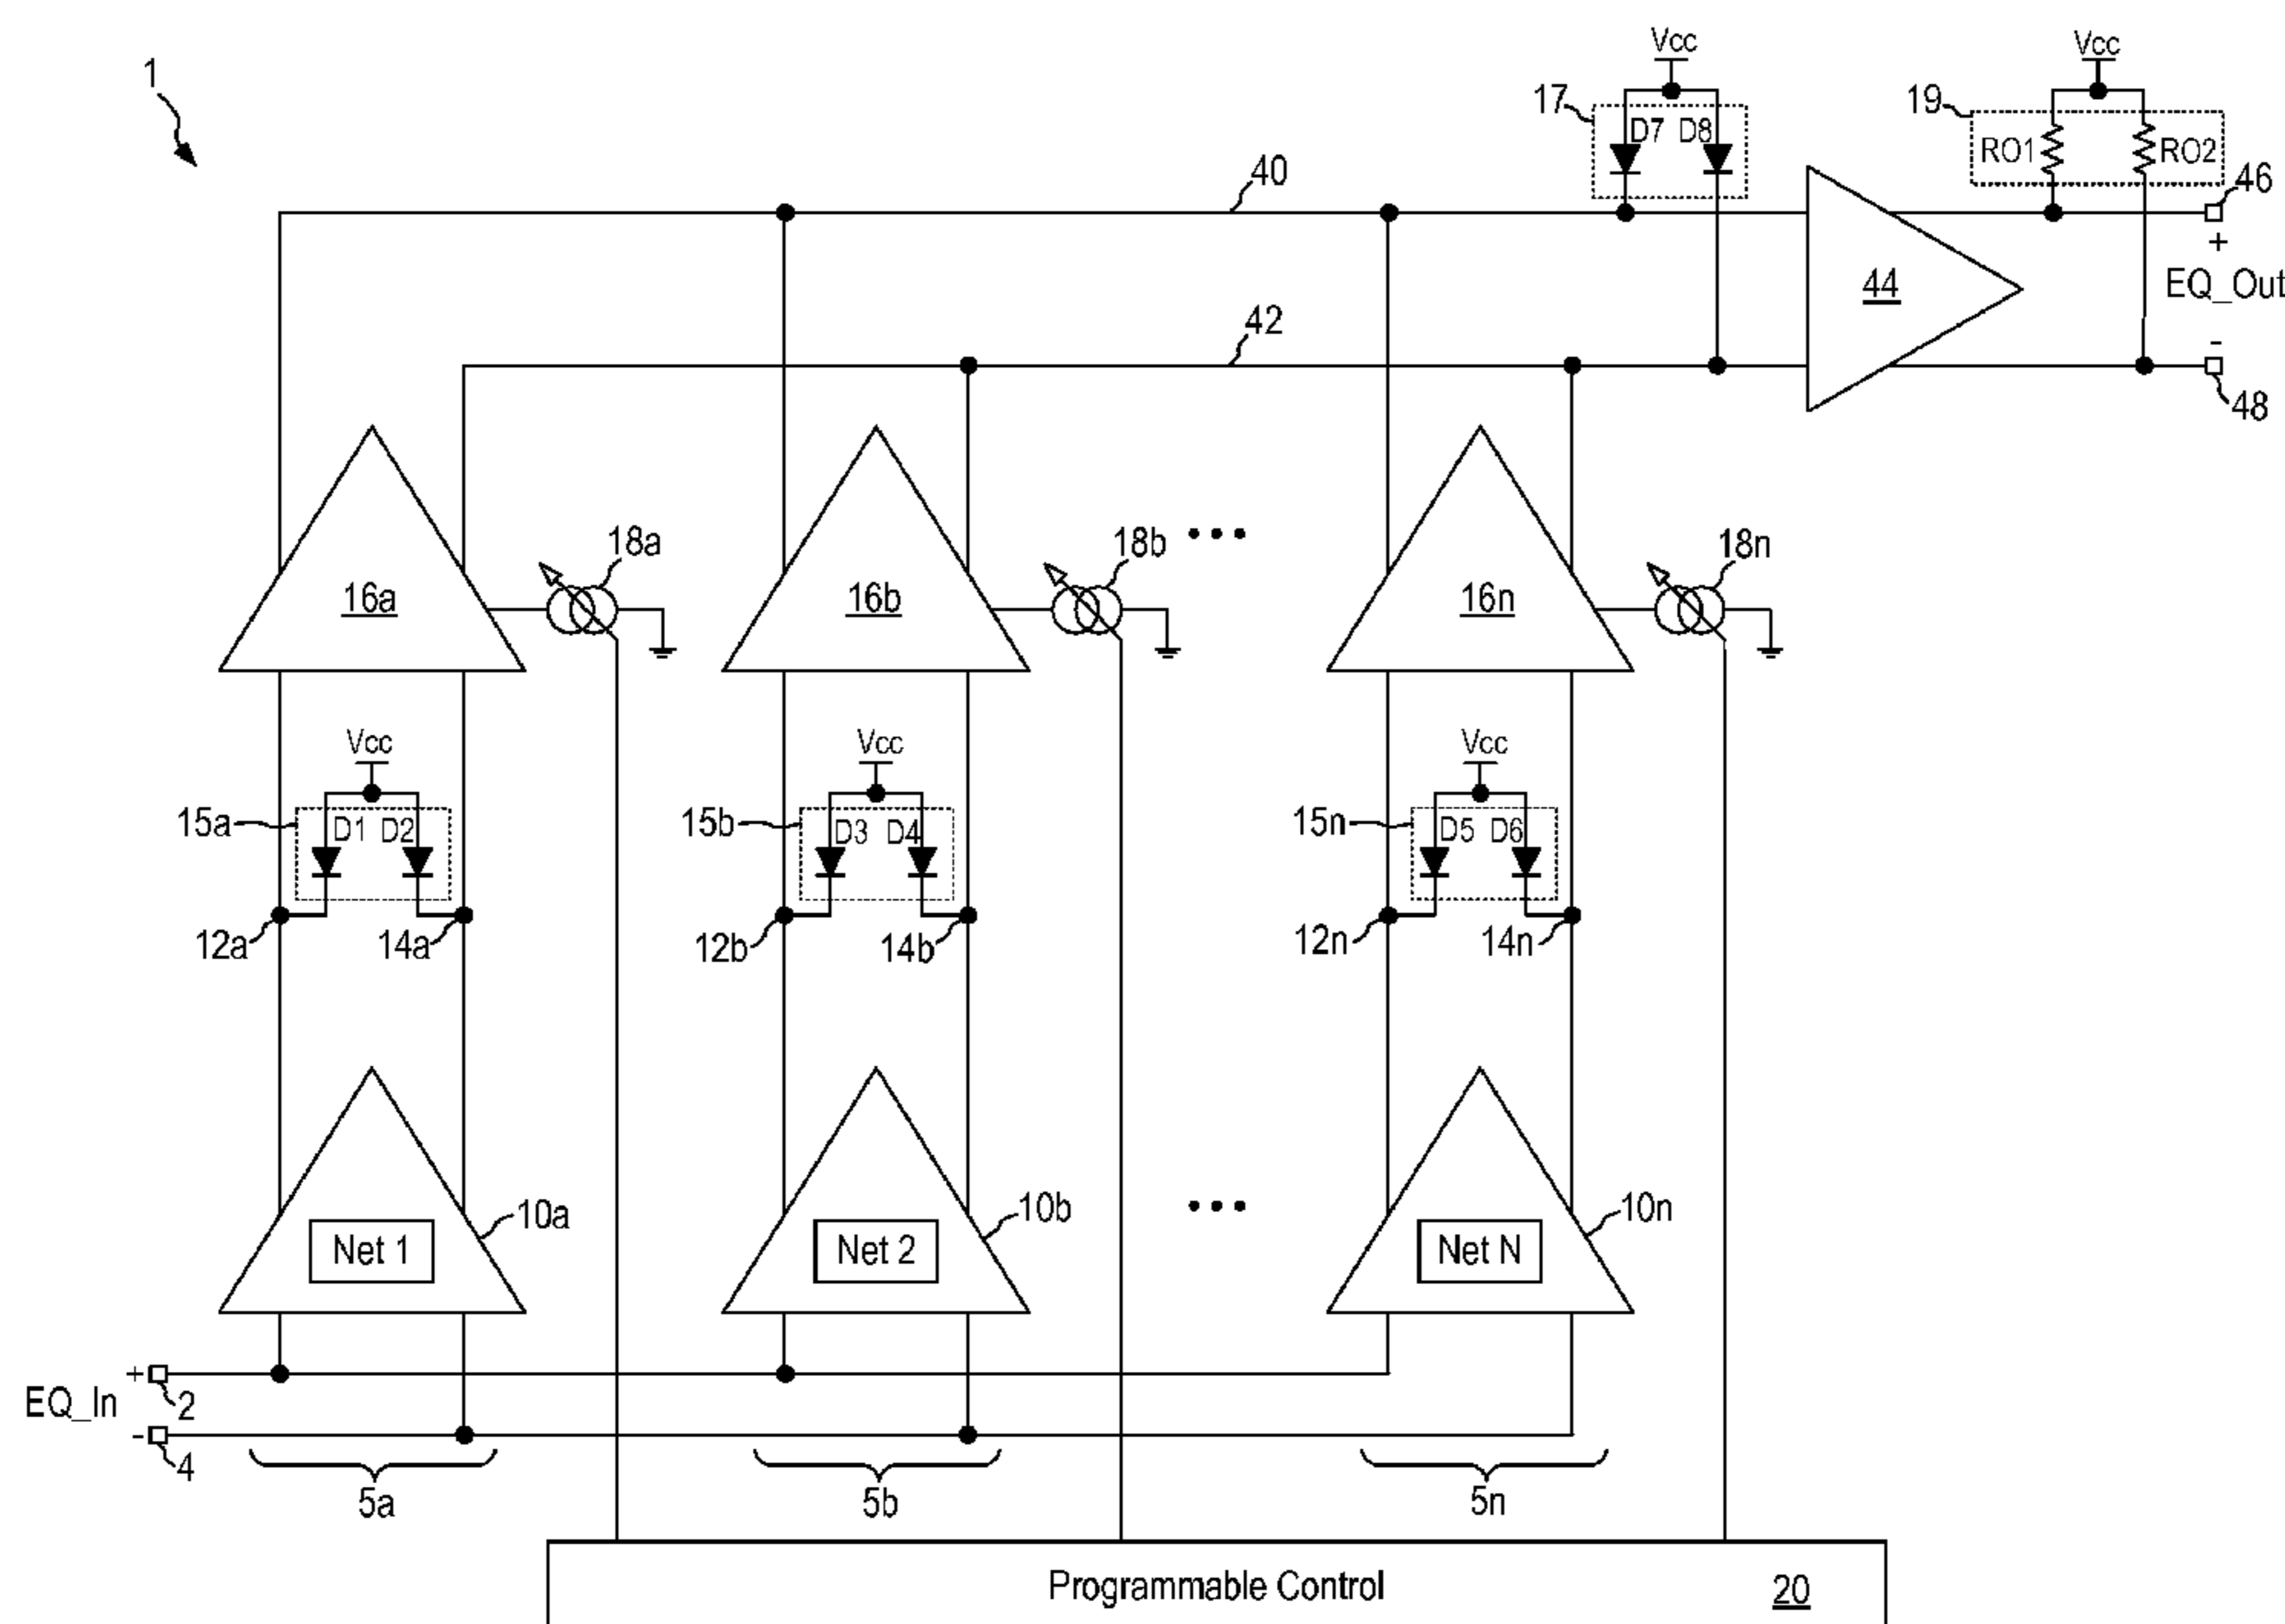 1
Vcc
Vcc
17
D7 D8
19
RO1
RO2
40
46
+
44
EQ_Out
42
-
48
18a
18b
•••
18n
16a
16b
16n
Vcc
Vcc
Vcc
15a
D1 D2
15b
D3 D4
15n
D5 D6
12a
14a
12b
14b
12n
14n
10a
10b
•••
10n
Net 1
Net 2
Net N
+
2
EQ_In
-
4
5a
5b
5n
Programmable Control
20